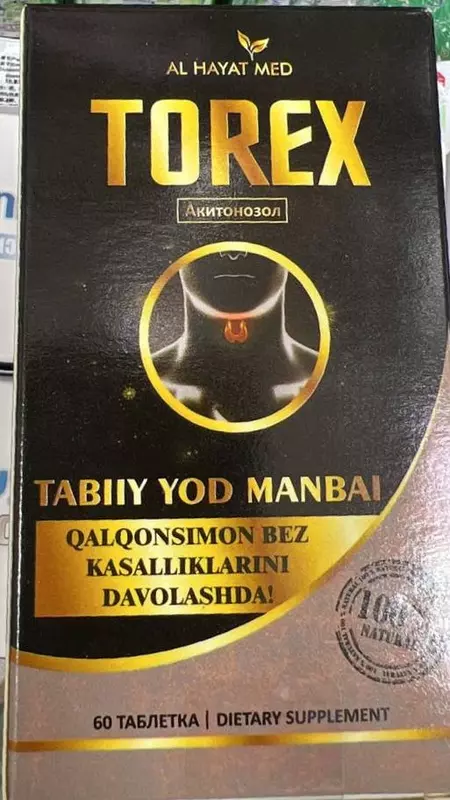 AL HAYAT MED
TOREX
Акитонозол
TABIIY YOD MANBAI
QALQONSIMON BEZ
KASALLIKLARINI
DAVOLASHDA!
100
NATURAL
60 ТАБЛЕТКА | DIETARY SUPPLEMENT